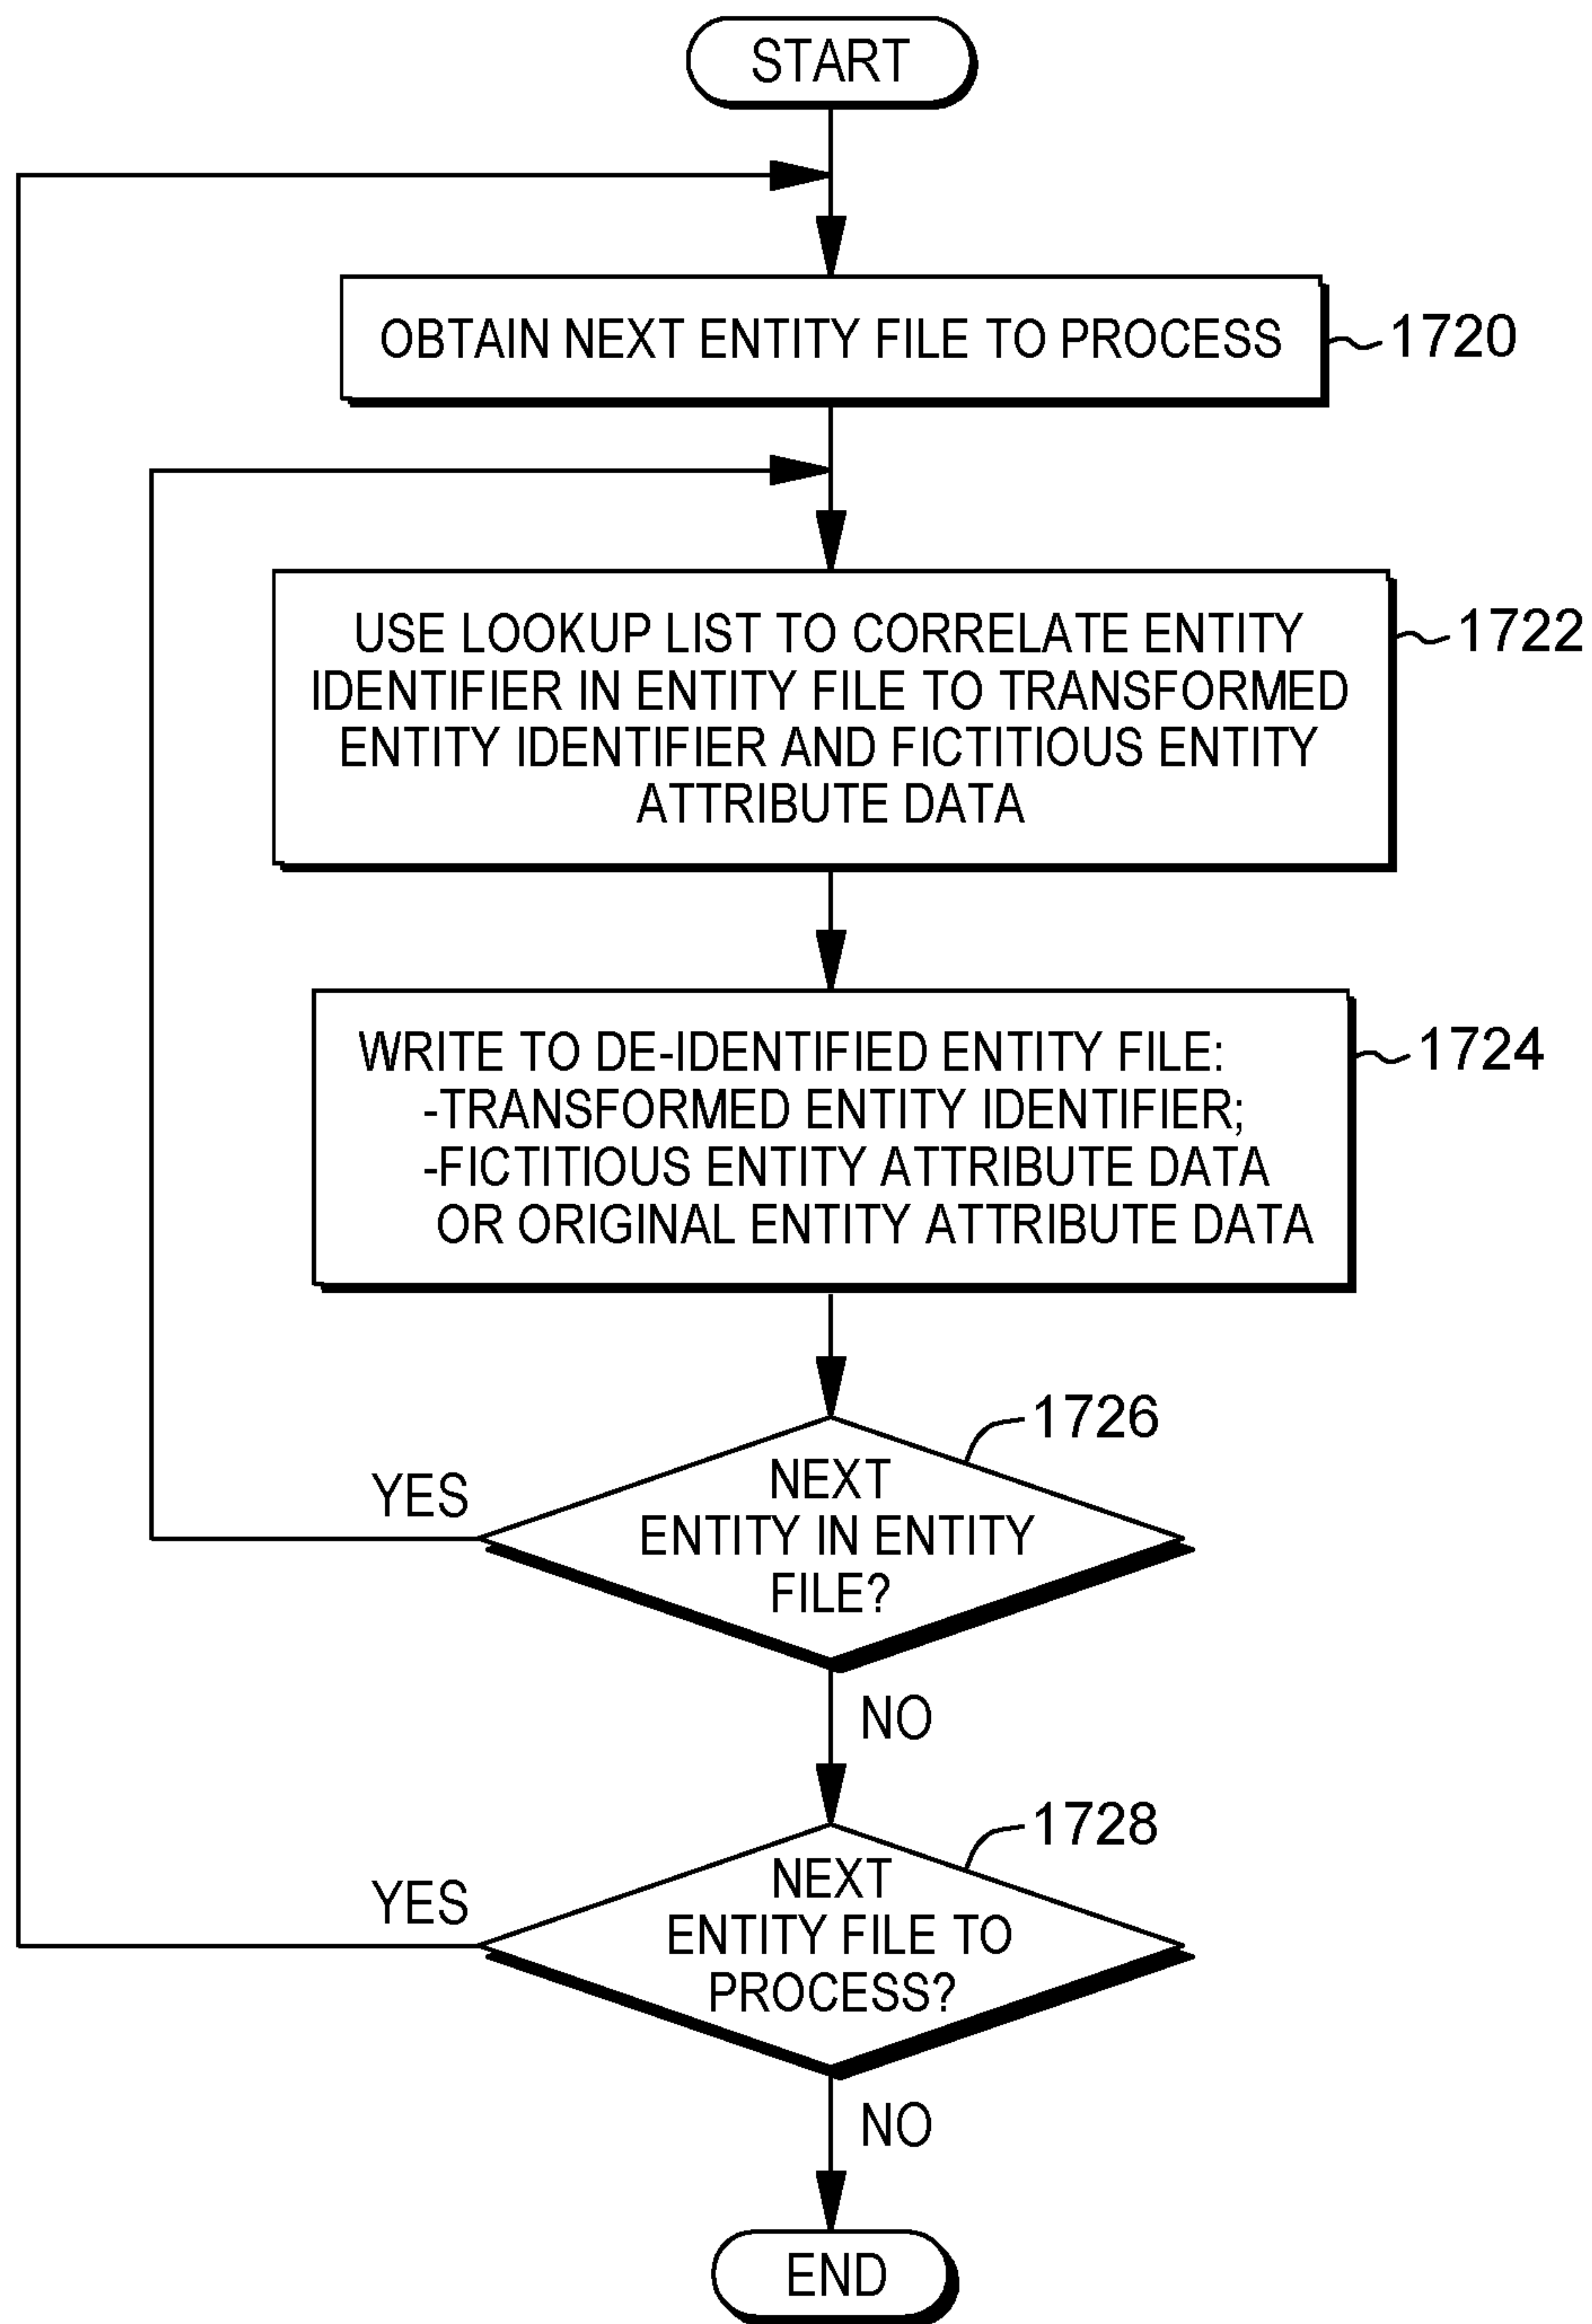 START
OBTAIN NEXT ENTITY FILE TO PROCESS
1720
USE LOOKUP LIST TO CORRELATE ENTITY
IDENTIFIER IN ENTITY FILE TO TRANSFORMED
ENTITY IDENTIFIER AND FICTITIOUS ENTITY
ATTRIBUTE DATA
1722
WRITE TO DE-IDENTIFIED ENTITY FILE:
-TRANSFORMED ENTITY IDENTIFIER;
-FICTITIOUS ENTITY ATTRIBUTE DATA
OR ORIGINAL ENTITY ATTRIBUTE DATA
1724
1726
YES
NEXT
ENTITY IN ENTITY
FILE?
NO
1728
YES
NEXT
ENTITY FILE TO
PROCESS?
NO
END